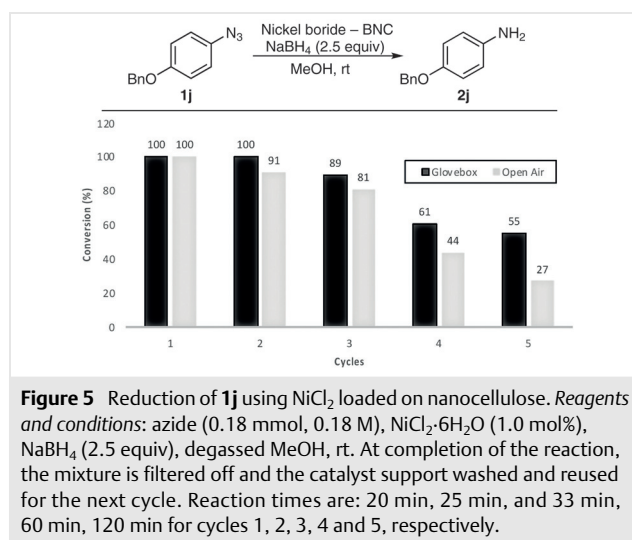 Nickel boride – BNC
NaBH₄ (2.5 equiv)
MeOH, rt
N₃
BnO
1j
NH₂
BnO
2j
120
100
80
60
40
20
0
Conversion (%)
100 100
100 91
89 81
61 44
55 27
Glovebox Open Air
1 2 3 4 5
Cycles
Figure 5 Reduction of 1j using NiCl₂ loaded on nanocellulose. Reagents
and conditions: azide (0.18 mmol, 0.18 M), NiCl₂·6H₂O (1.0 mol%),
NaBH₄ (2.5 equiv), degassed MeOH, rt. At completion of the reaction,
the mixture is filtered off and the catalyst support washed and reused
for the next cycle. Reaction times are: 20 min, 25 min, and 33 min,
60 min, 120 min for cycles 1, 2, 3, 4 and 5, respectively.